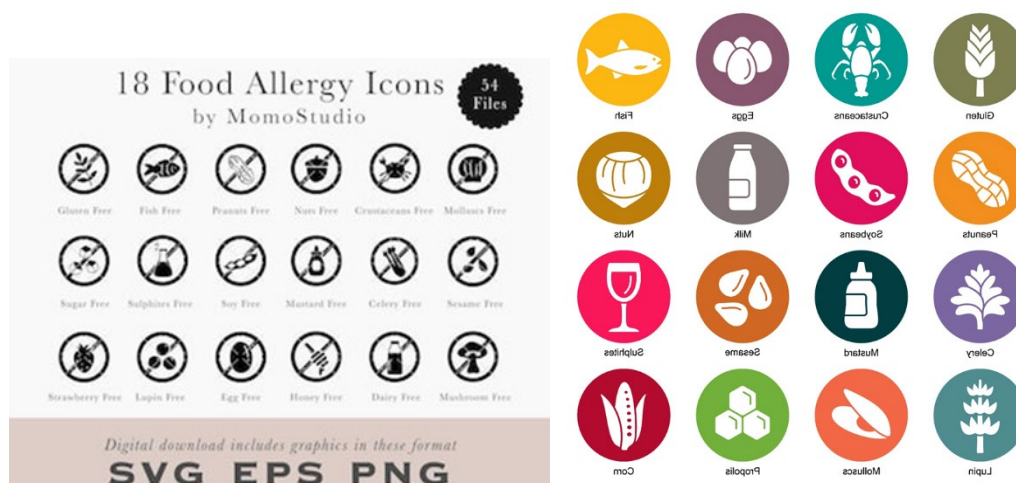 18 Food Allergy Icons
by MomoStudio
54
Files
Gluten Free Fish Free Peanuts Free Nuts Free Crustaceans Free Molluscs Free
Sugar Free Sulphites Free Soy Free Mustard Free Celery Free Sesame Free
Strawberry Free Lupin Free Egg Free Honey Free Dairy Free Mushroom Free
Digital download includes graphics in these format
SVG EPS PNG
Fish Eggs Crustaceans Gluten
Nuts Milk Soybeans Peanuts
Sulphites Sesame Mustard Celery
Corn Propolis Molluscs Lupin